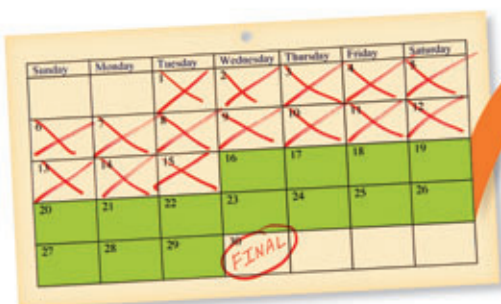 Sunday Monday Tuesday Wednesday Thursday Friday Saturday
1 2 3 4 5
6 7 8 9 10 11 12
13 14 15 16 17 18 19
20 21 22 23 24 25 26
27 28 29 30
FINAL